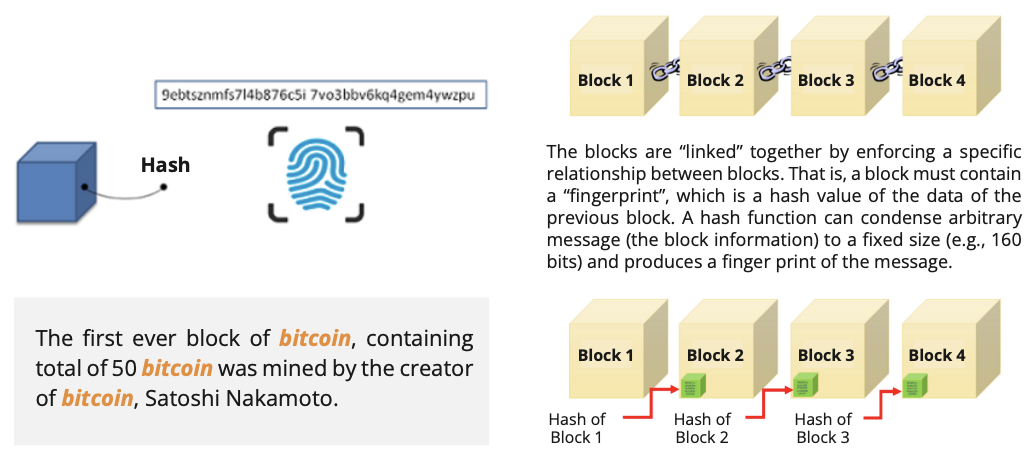 9ebtsznmfs7l4b876c5i 7vo3bbv6kq4gem4ywzpu
Hash
The first ever block of bitcoin, containing
total of 50 bitcoin was mined by the creator
of bitcoin, Satoshi Nakamoto.
Block 1
Block 2
Block 3
Block 4
The blocks are “linked” together by enforcing a specific
relationship between blocks. That is, a block must contain
a “fingerprint”, which is a hash value of the data of the
previous block. A hash function can condense arbitrary
message (the block information) to a fixed size (e.g., 160
bits) and produces a finger print of the message.
Block 1
Block 2
Block 3
Block 4
Hash of
Block 1
Hash of
Block 2
Hash of
Block 3